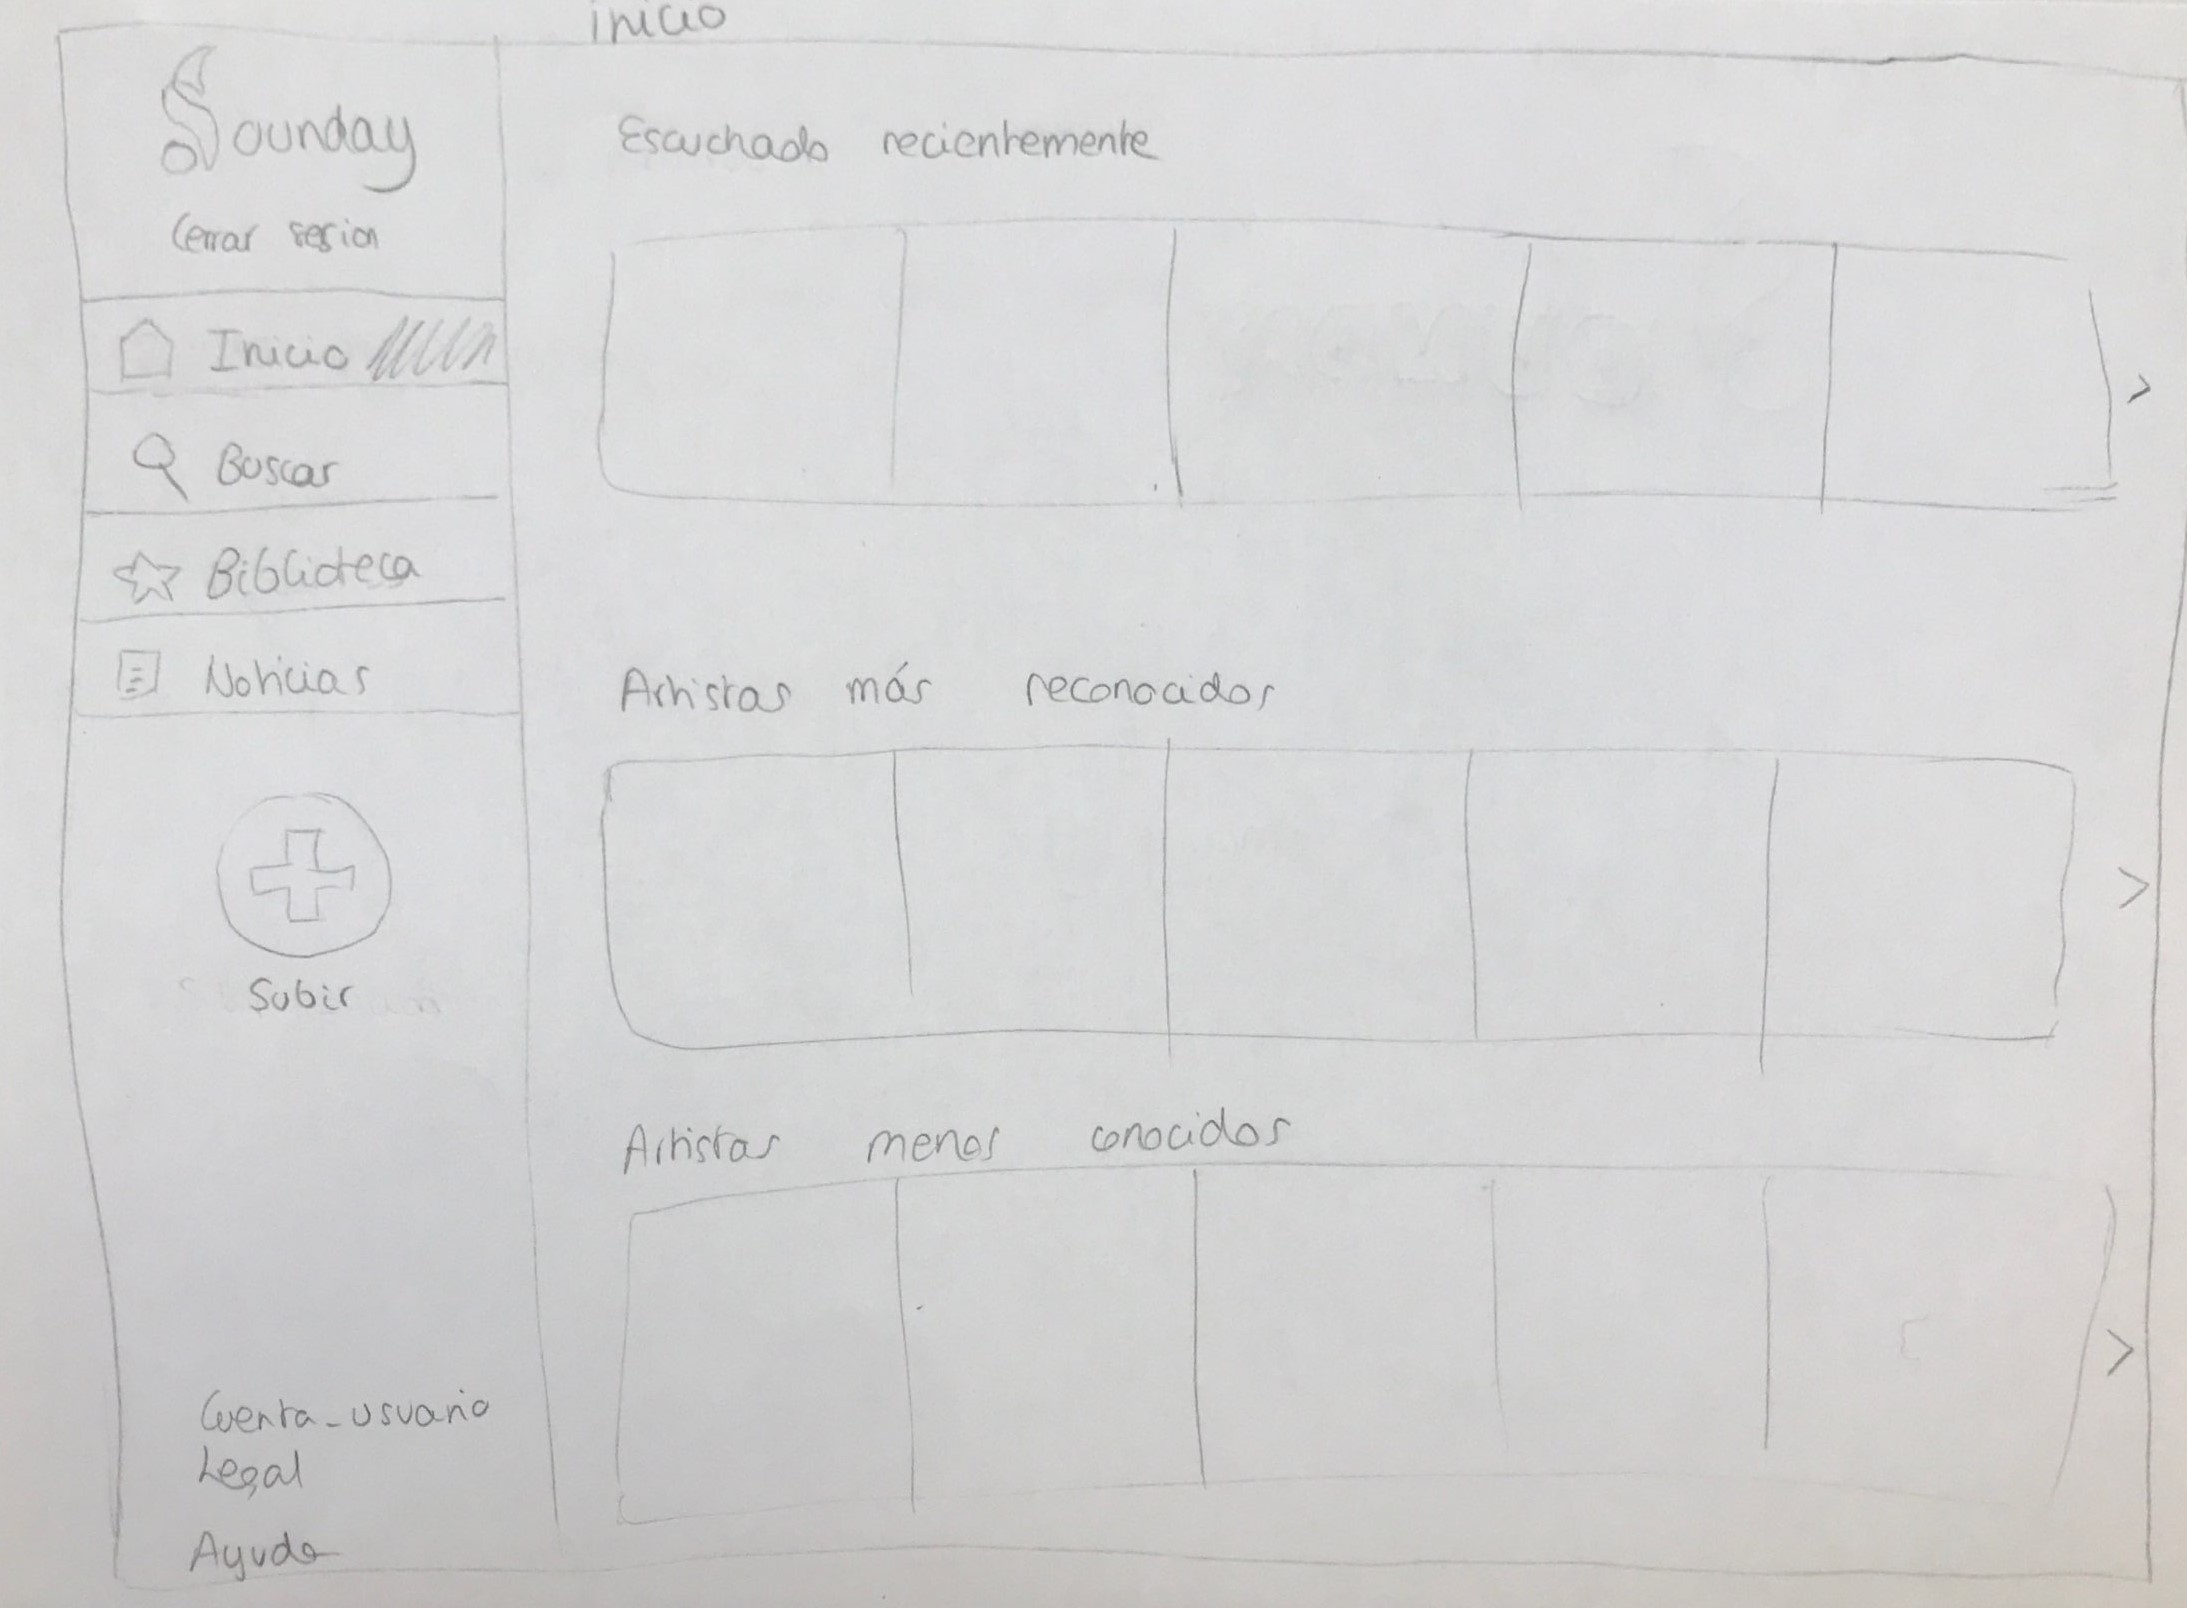 inicio
Sounday
Cerrar sesion
Inicio
Buscar
Biblioteca
Noticias
Subir
Cuenta_usuario
Legal
Ayuda
Escuchado recientemente
>
Artistas más reconocidos
>
Artistas menos conocidos
>